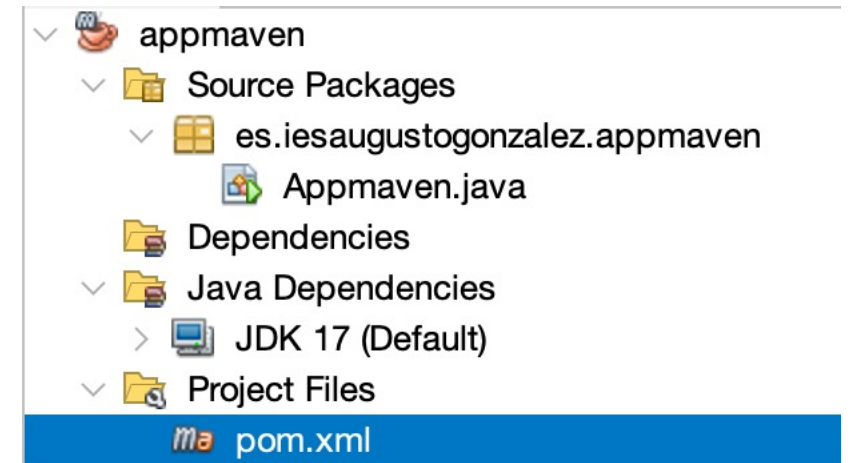 appmaven
Source Packages
es.iesaugustogonzalez.appmaven
Appmaven.java
Dependencies
Java Dependencies
JDK 17 (Default)
Project Files
pom.xml